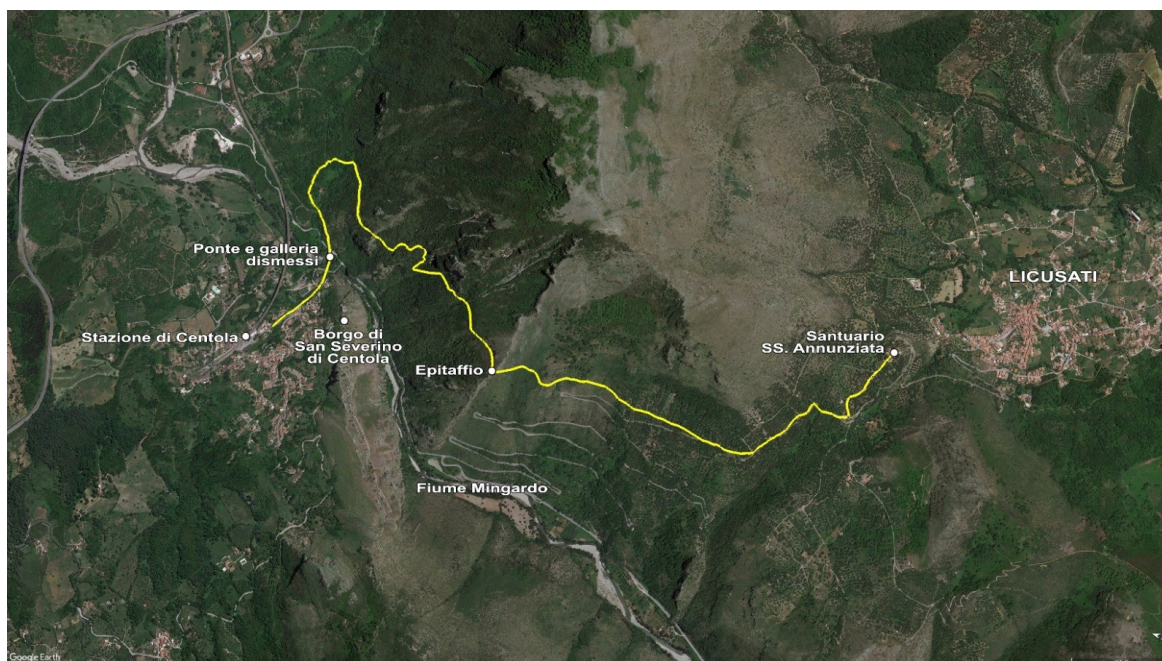 Ponte e galleria
dismessi
Stazione di Centola
Borgo di
San Severino
di Centola
Epitaffio
Fiume Mingardo
Santuario
SS. Annunziata
LICUSATI
Google Earth